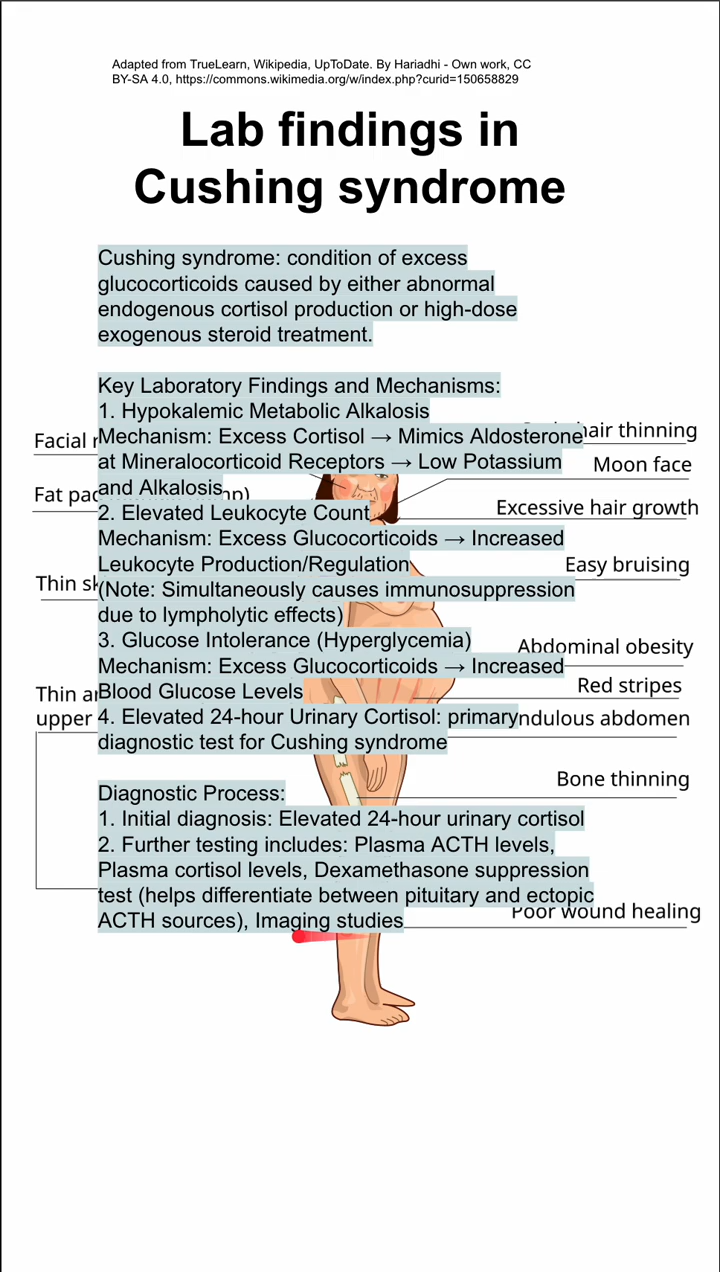 Adapted from TrueLearn, Wikipedia, UpToDate. By Hariadhi - Own work, CC
BY-SA 4.0, https://commons.wikimedia.org/w/index.php?curid=150658829
Lab findings in
Cushing syndrome
Cushing syndrome: condition of excess
glucocorticoids caused by either abnormal
endogenous cortisol production or high-dose
exogenous steroid treatment.
Key Laboratory Findings and Mechanisms:
1. Hypokalemic Metabolic Alkalosis
Mechanism: Excess Cortisol → Mimics Aldosterone
at Mineralocorticoid Receptors → Low Potassium
and Alkalosis
2. Elevated Leukocyte Count
Mechanism: Excess Glucocorticoids → Increased
Leukocyte Production/Regulation
(Note: Simultaneously causes immunosuppression
due to lympholytic effects)
3. Glucose Intolerance (Hyperglycemia)
Mechanism: Excess Glucocorticoids → Increased
Blood Glucose Levels
4. Elevated 24-hour Urinary Cortisol: primary
diagnostic test for Cushing syndrome
Diagnostic Process:
1. Initial diagnosis: Elevated 24-hour urinary cortisol
2. Further testing includes: Plasma ACTH levels,
Plasma cortisol levels, Dexamethasone suppression
test (helps differentiate between pituitary and ectopic
ACTH sources), Imaging studies
Facial
Fat
Thin
Thin
upper
hair thinning
Moon face
Excessive hair growth
Easy bruising
Abdominal obesity
Red stripes
abdomen
Bone thinning
Poor wound healing